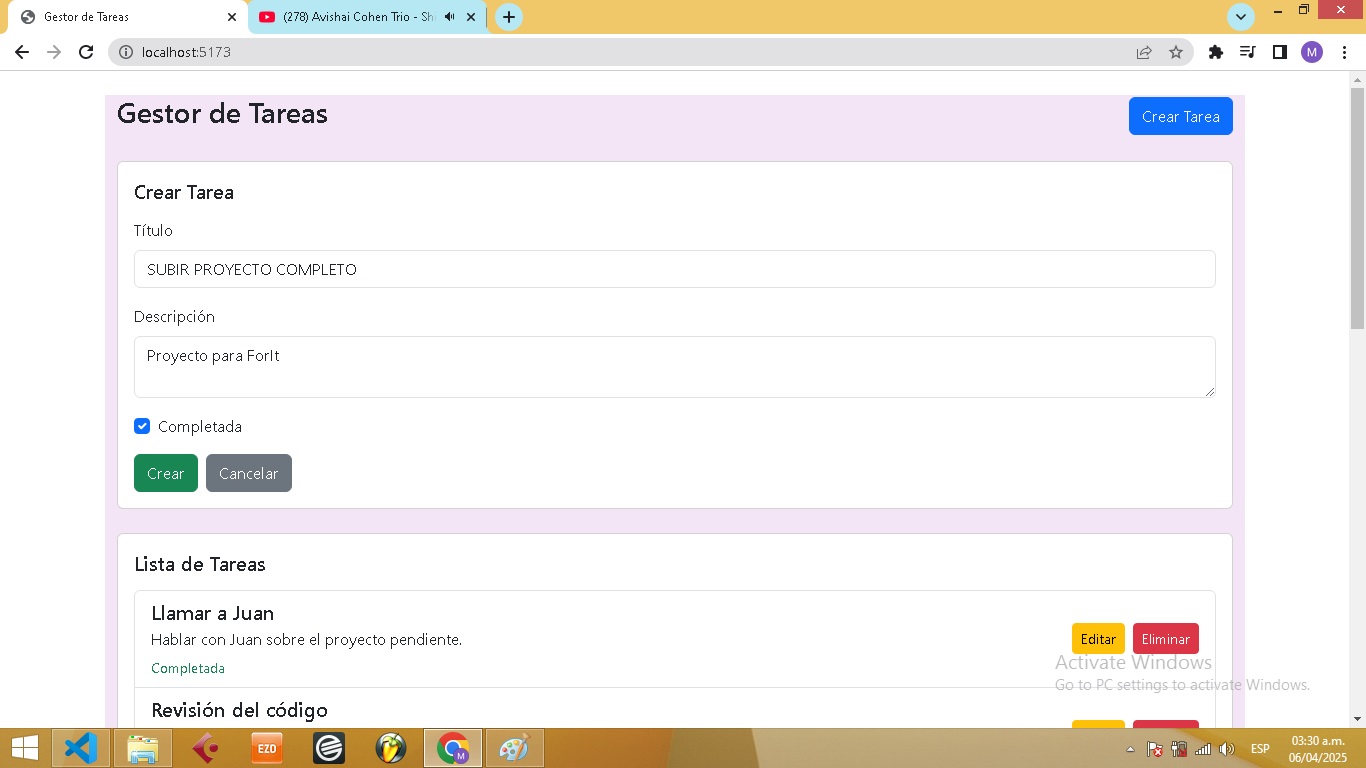 Gestor de Tareas
(278) Avishai Cohen Trio - Sh
localhost:5173
M
Gestor de Tareas
Crear Tarea
Crear Tarea
Título
SUBIR PROYECTO COMPLETO
Descripción
Proyecto para ForIt
Completada
Crear
Cancelar
Lista de Tareas
Llamar a Juan
Hablar con Juan sobre el proyecto pendiente.
Completada
Editar
Eliminar
Revisión del código
Activate Windows
Go to PC settings to activate Windows.
EZD
M
ESP
03:30 a.m.
06/04/2025